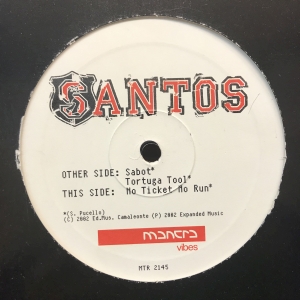 SANTOS
OTHER SIDE: Sabot*
Tortuga Tool*
THIS SIDE: No Ticket No Run*
*(S. Pucello)
(C) 2002 Ed.Mus. Camaleonte (P) 2002 Expanded Music
mantra
vibes
MTR 2145